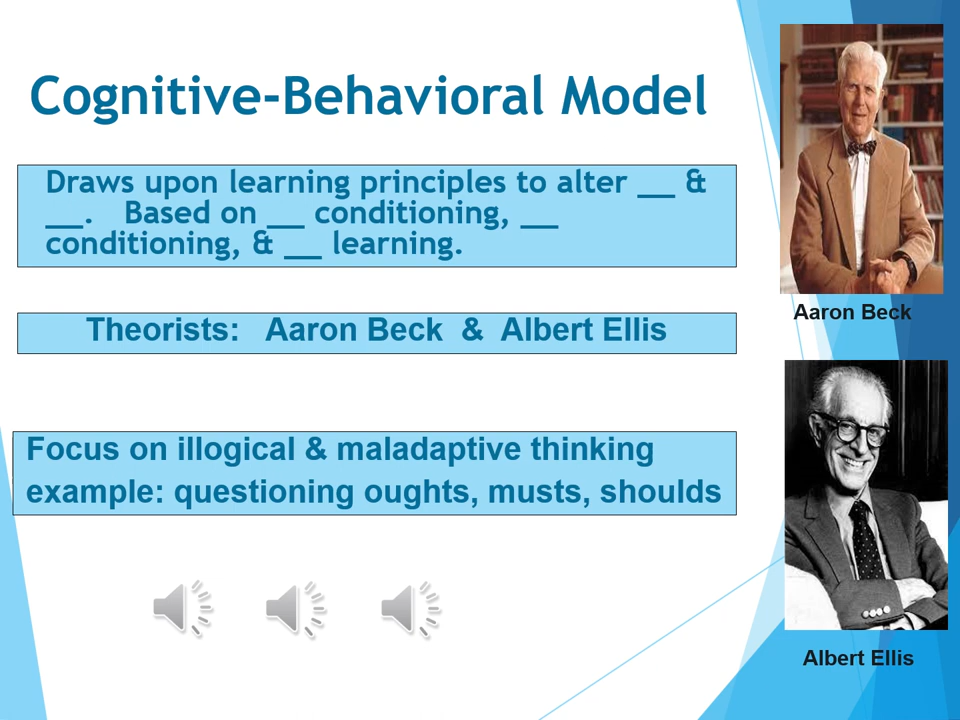 Cognitive-Behavioral Model
Draws upon learning principles to alter __ &
__. Based on __ conditioning, __
conditioning, & __ learning.
Theorists: Aaron Beck & Albert Ellis
Focus on illogical & maladaptive thinking
example: questioning oughts, musts, shoulds
Aaron Beck
Albert Ellis